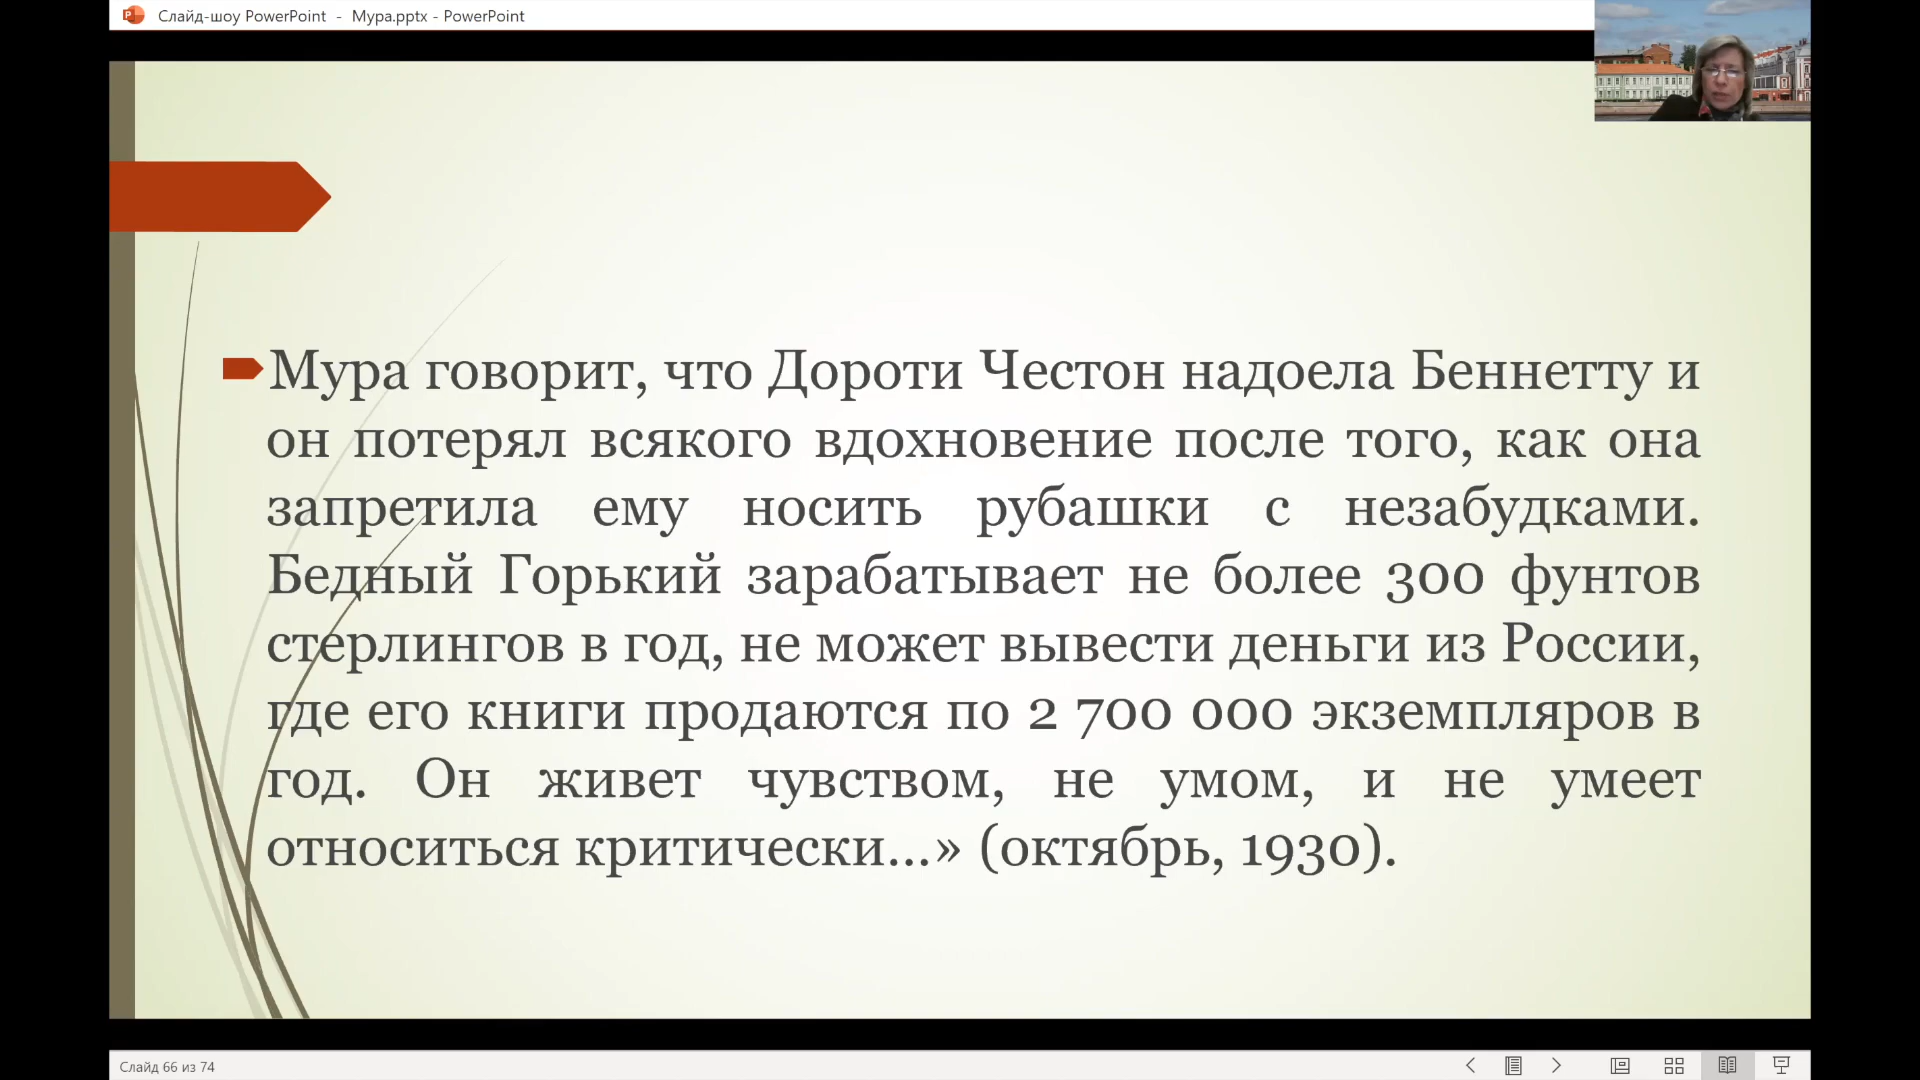 Слайд-шоу PowerPoint - Мура.pptx - PowerPoint
Мура говорит, что Дороти Честон надоела Беннетту и
он потерял всякого вдохновение после того, как она
запретила ему носить рубашки с незабудками.
Бедный Горький зарабатывает не более 300 фунтов
стерлингов в год, не может вывести деньги из России,
где его книги продаются по 2 700 000 экземпляров в
год. Он живет чувством, не умом, и не умеет
относиться критически…» (октябрь, 1930).
Слайд 66 из 74